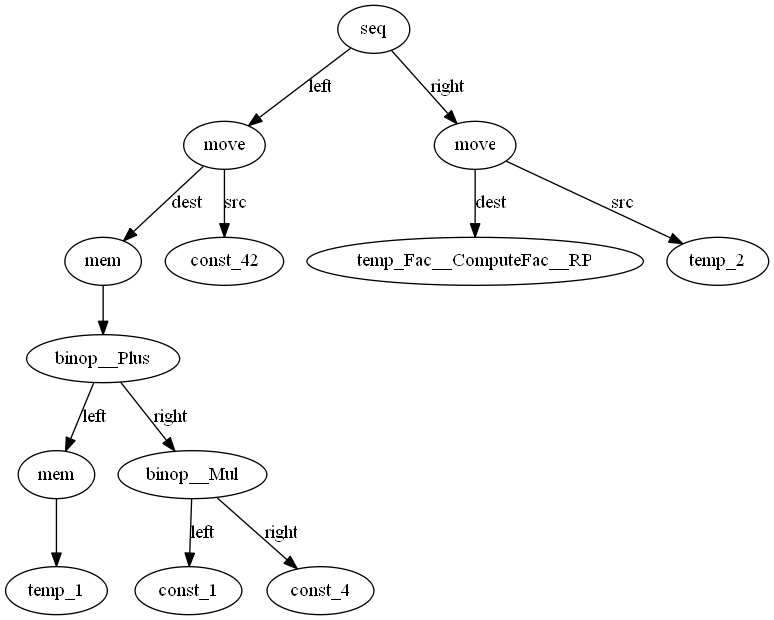 seq
left
right
move
move
dest
src
dest
src
mem
const_42
temp_Fac__ComputeFac__RP
temp_2
binop__Plus
left
right
mem
binop__Mul
left
right
temp_1
const_1
const_4